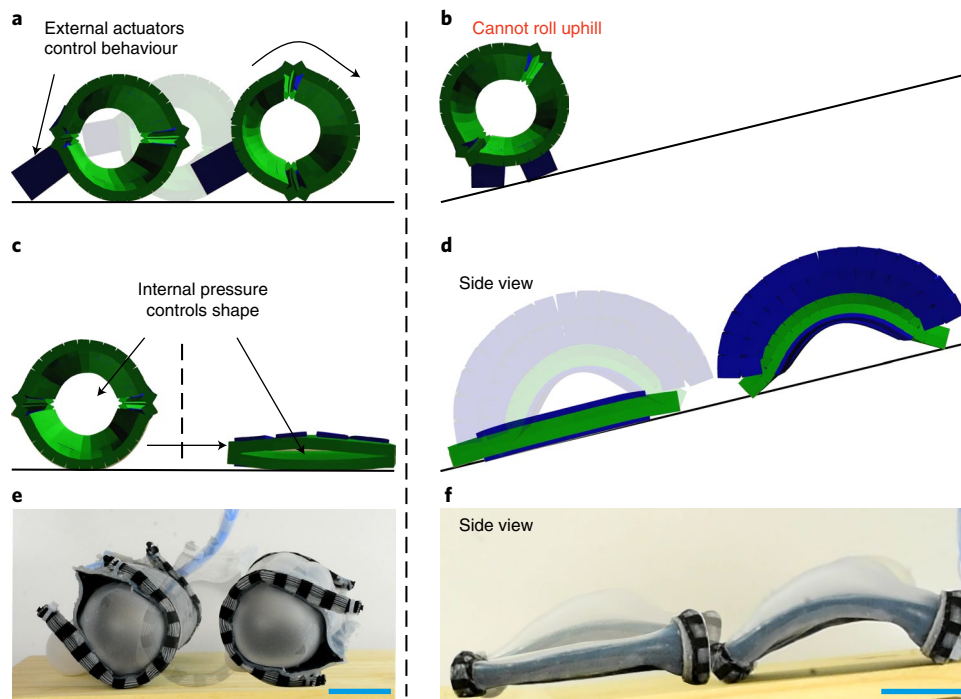 a
External actuators
control behaviour
b
Cannot roll uphill
c
Internal pressure
controls shape
d
Side view
e
f
Side view